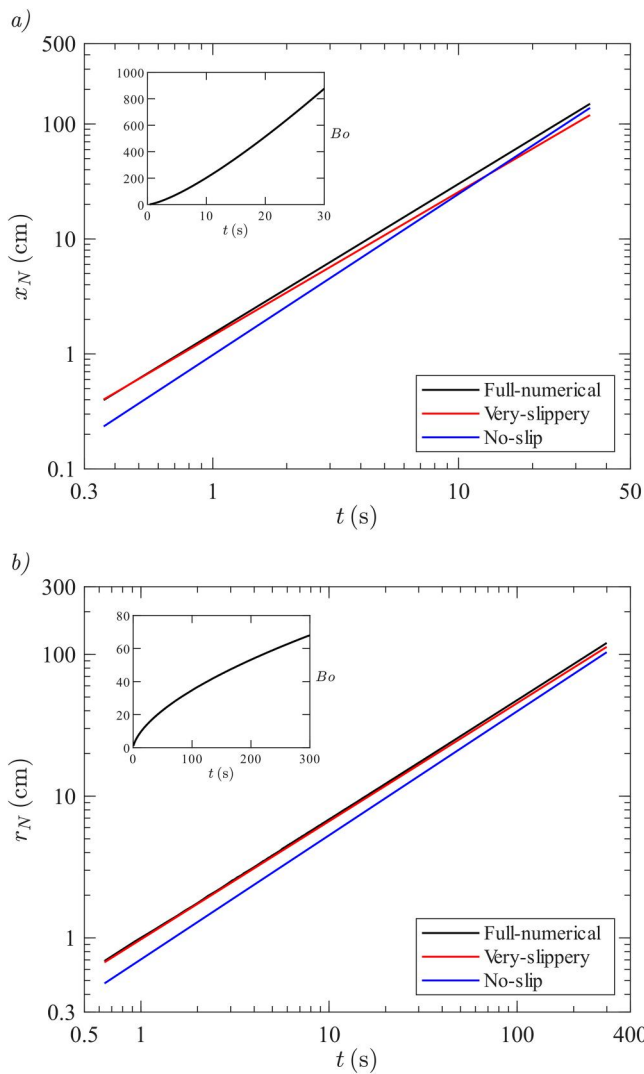 a)
500
100
10
1
0.1
x_N (cm)
1000
800
600
400
200
0
0
10
20
30
t (s)
Bo
Full-numerical
Very-slippery
No-slip
0.3
1
10
50
t (s)
b)
300
100
10
1
0.3
r_N (cm)
80
60
40
20
0
0
100
200
300
t (s)
Bo
Full-numerical
Very-slippery
No-slip
0.5
1
10
100
400
t (s)